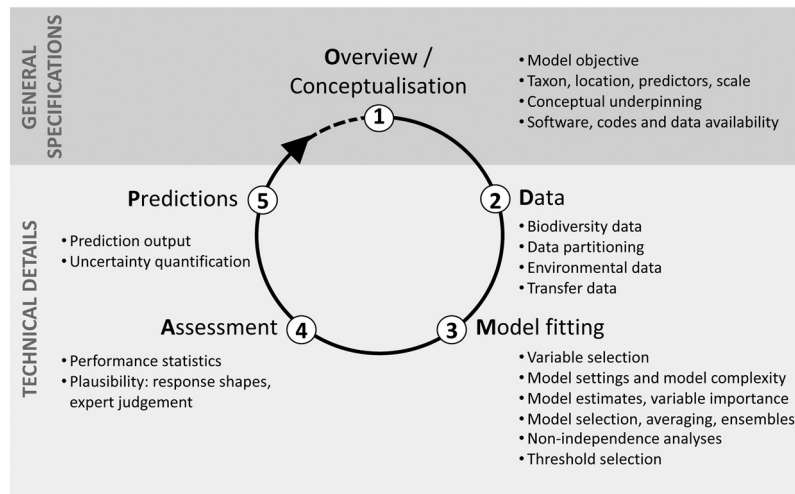 GENERAL
SPECIFICATIONS
Overview /
Conceptualisation
1
• Model objective
• Taxon, location, predictors, scale
• Conceptual underpinning
• Software, codes and data availability
TECHNICAL DETAILS
2
Data
• Biodiversity data
• Data partitioning
• Environmental data
• Transfer data
3
Model fitting
• Variable selection
• Model settings and model complexity
• Model estimates, variable importance
• Model selection, averaging, ensembles
• Non-independence analyses
• Threshold selection
Assessment
4
• Performance statistics
• Plausibility: response shapes,
expert judgement
Predictions
5
• Prediction output
• Uncertainty quantification